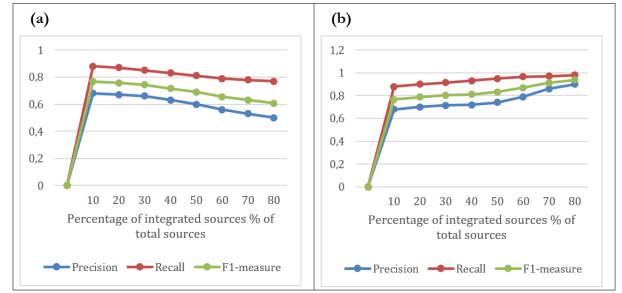 (a)
1
0,8
0,6
0,4
0,2
0
10 20 30 40 50 60 70 80
Percentage of integrated sources % of
total sources
Precision Recall F1-measure
(b)
1,2
1
0,8
0,6
0,4
0,2
0
10 20 30 40 50 60 70 80
Percentage of integrated sources % of
total sources
Precision Recall F1-measure